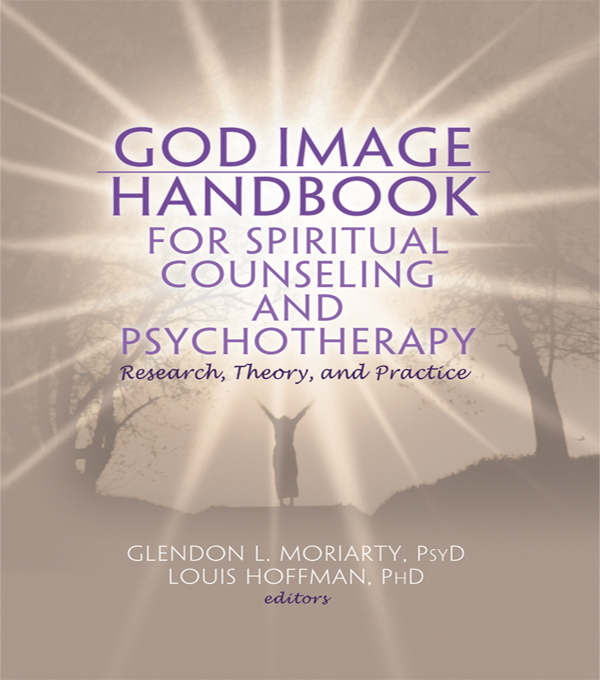 GOD IMAGE
HANDBOOK
FOR SPIRITUAL
COUNSELING
AND
PSYCHOTHERAPY
Research, Theory, and Practice
GLENDON L. MORIARTY, PSYD
LOUIS HOFFMAN, PHD
editors